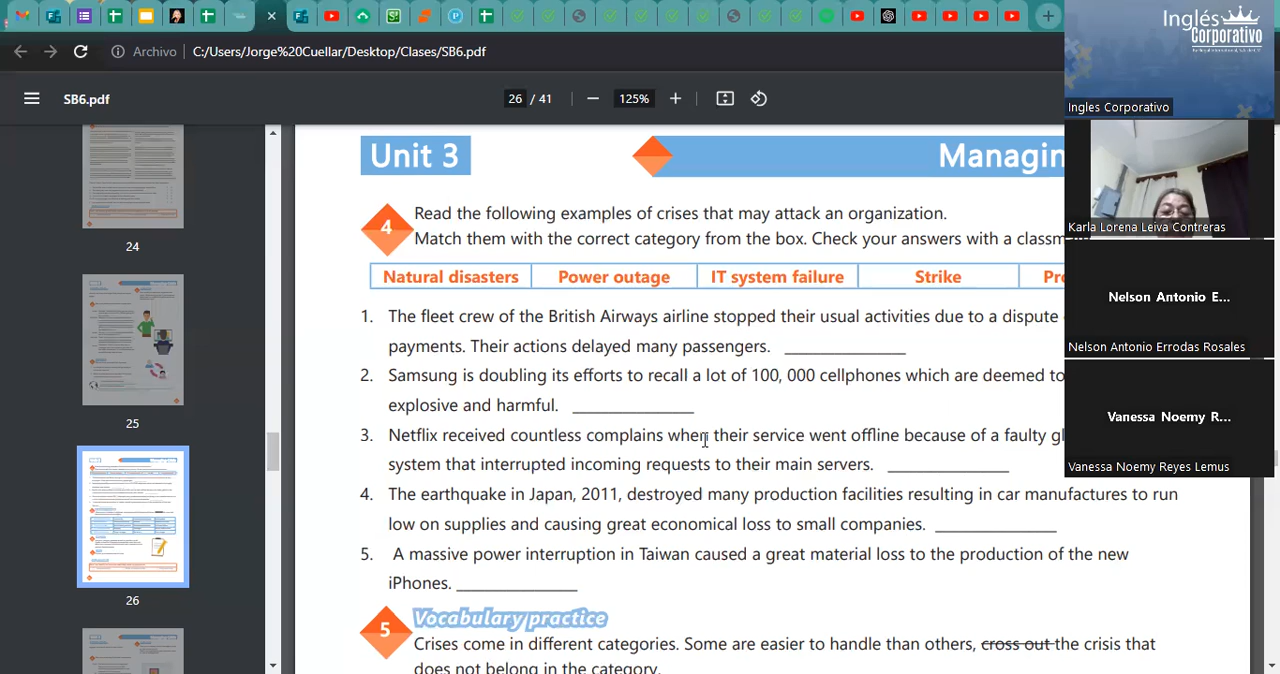 Archivo
C:/Users/Jorge%20Cuellar/Desktop/Clases/SB6.pdf
SB6.pdf
26 / 41
125%
Inglés
Corporativo
Ingles Corporativo
Karla Lorena Leiva Contreras
Nelson Antonio E...
Nelson Antonio Errodas Rosales
Vanessa Noemy R...
Vanessa Noemy Reyes Lemus
24
25
26
Unit 3
Managin
4
Read the following examples of crises that may attack an organization.
Match them with the correct category from the box. Check your answers with a classm
Natural disasters Power outage IT system failure Strike Pro
1. The fleet crew of the British Airways airline stopped their usual activities due to a dispute
payments. Their actions delayed many passengers. ______________
2. Samsung is doubling its efforts to recall a lot of 100, 000 cellphones which are deemed to
explosive and harmful. ______________
3. Netflix received countless complains when their service went offline because of a faulty gl
system that interrupted incoming requests to their main servers. ______________
4. The earthquake in Japan, 2011, destroyed many production facilities resulting in car manufactures to run
low on supplies and causing great economical loss to small companies. ______________
5. A massive power interruption in Taiwan caused a great material loss to the production of the new
iPhones. ______________
5
Vocabulary practice
Crises come in different categories. Some are easier to handle than others, cross out the crisis that
does not belong in the category.